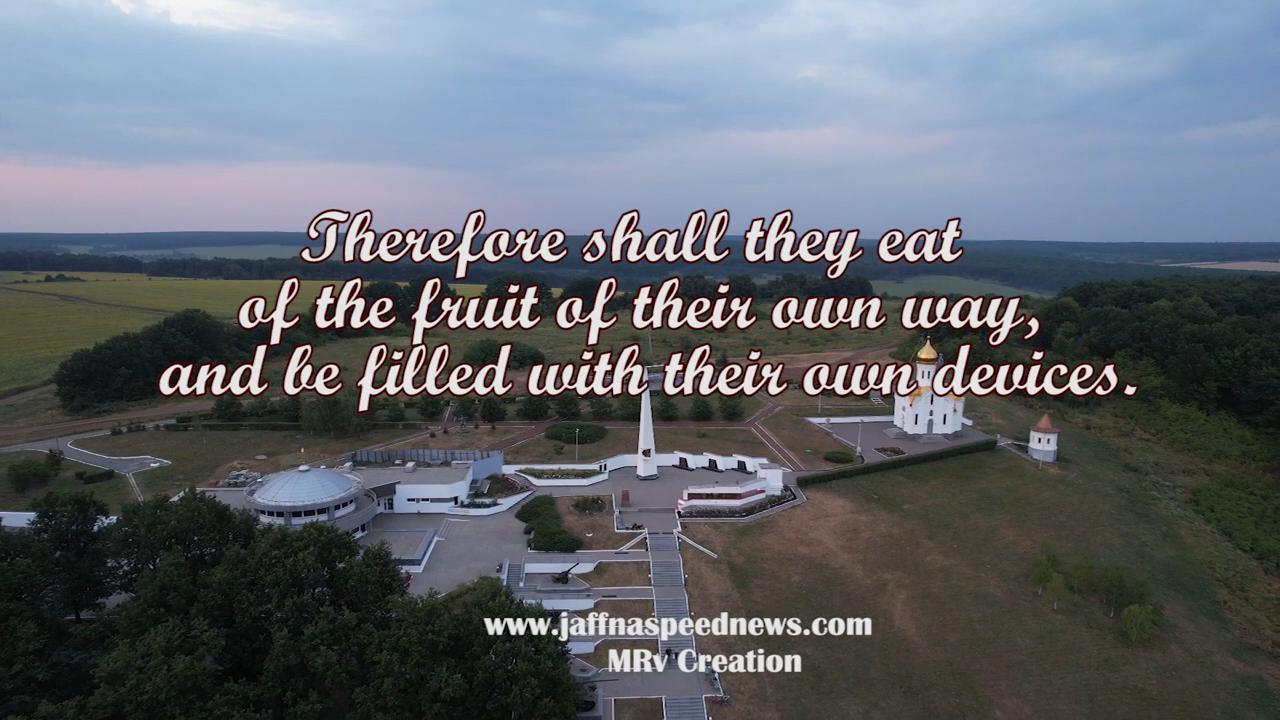 Therefore shall they eat
of the fruit of their own way,
and be filled with their own devices.
www.jaffnaspeednews.com
MRv Creation